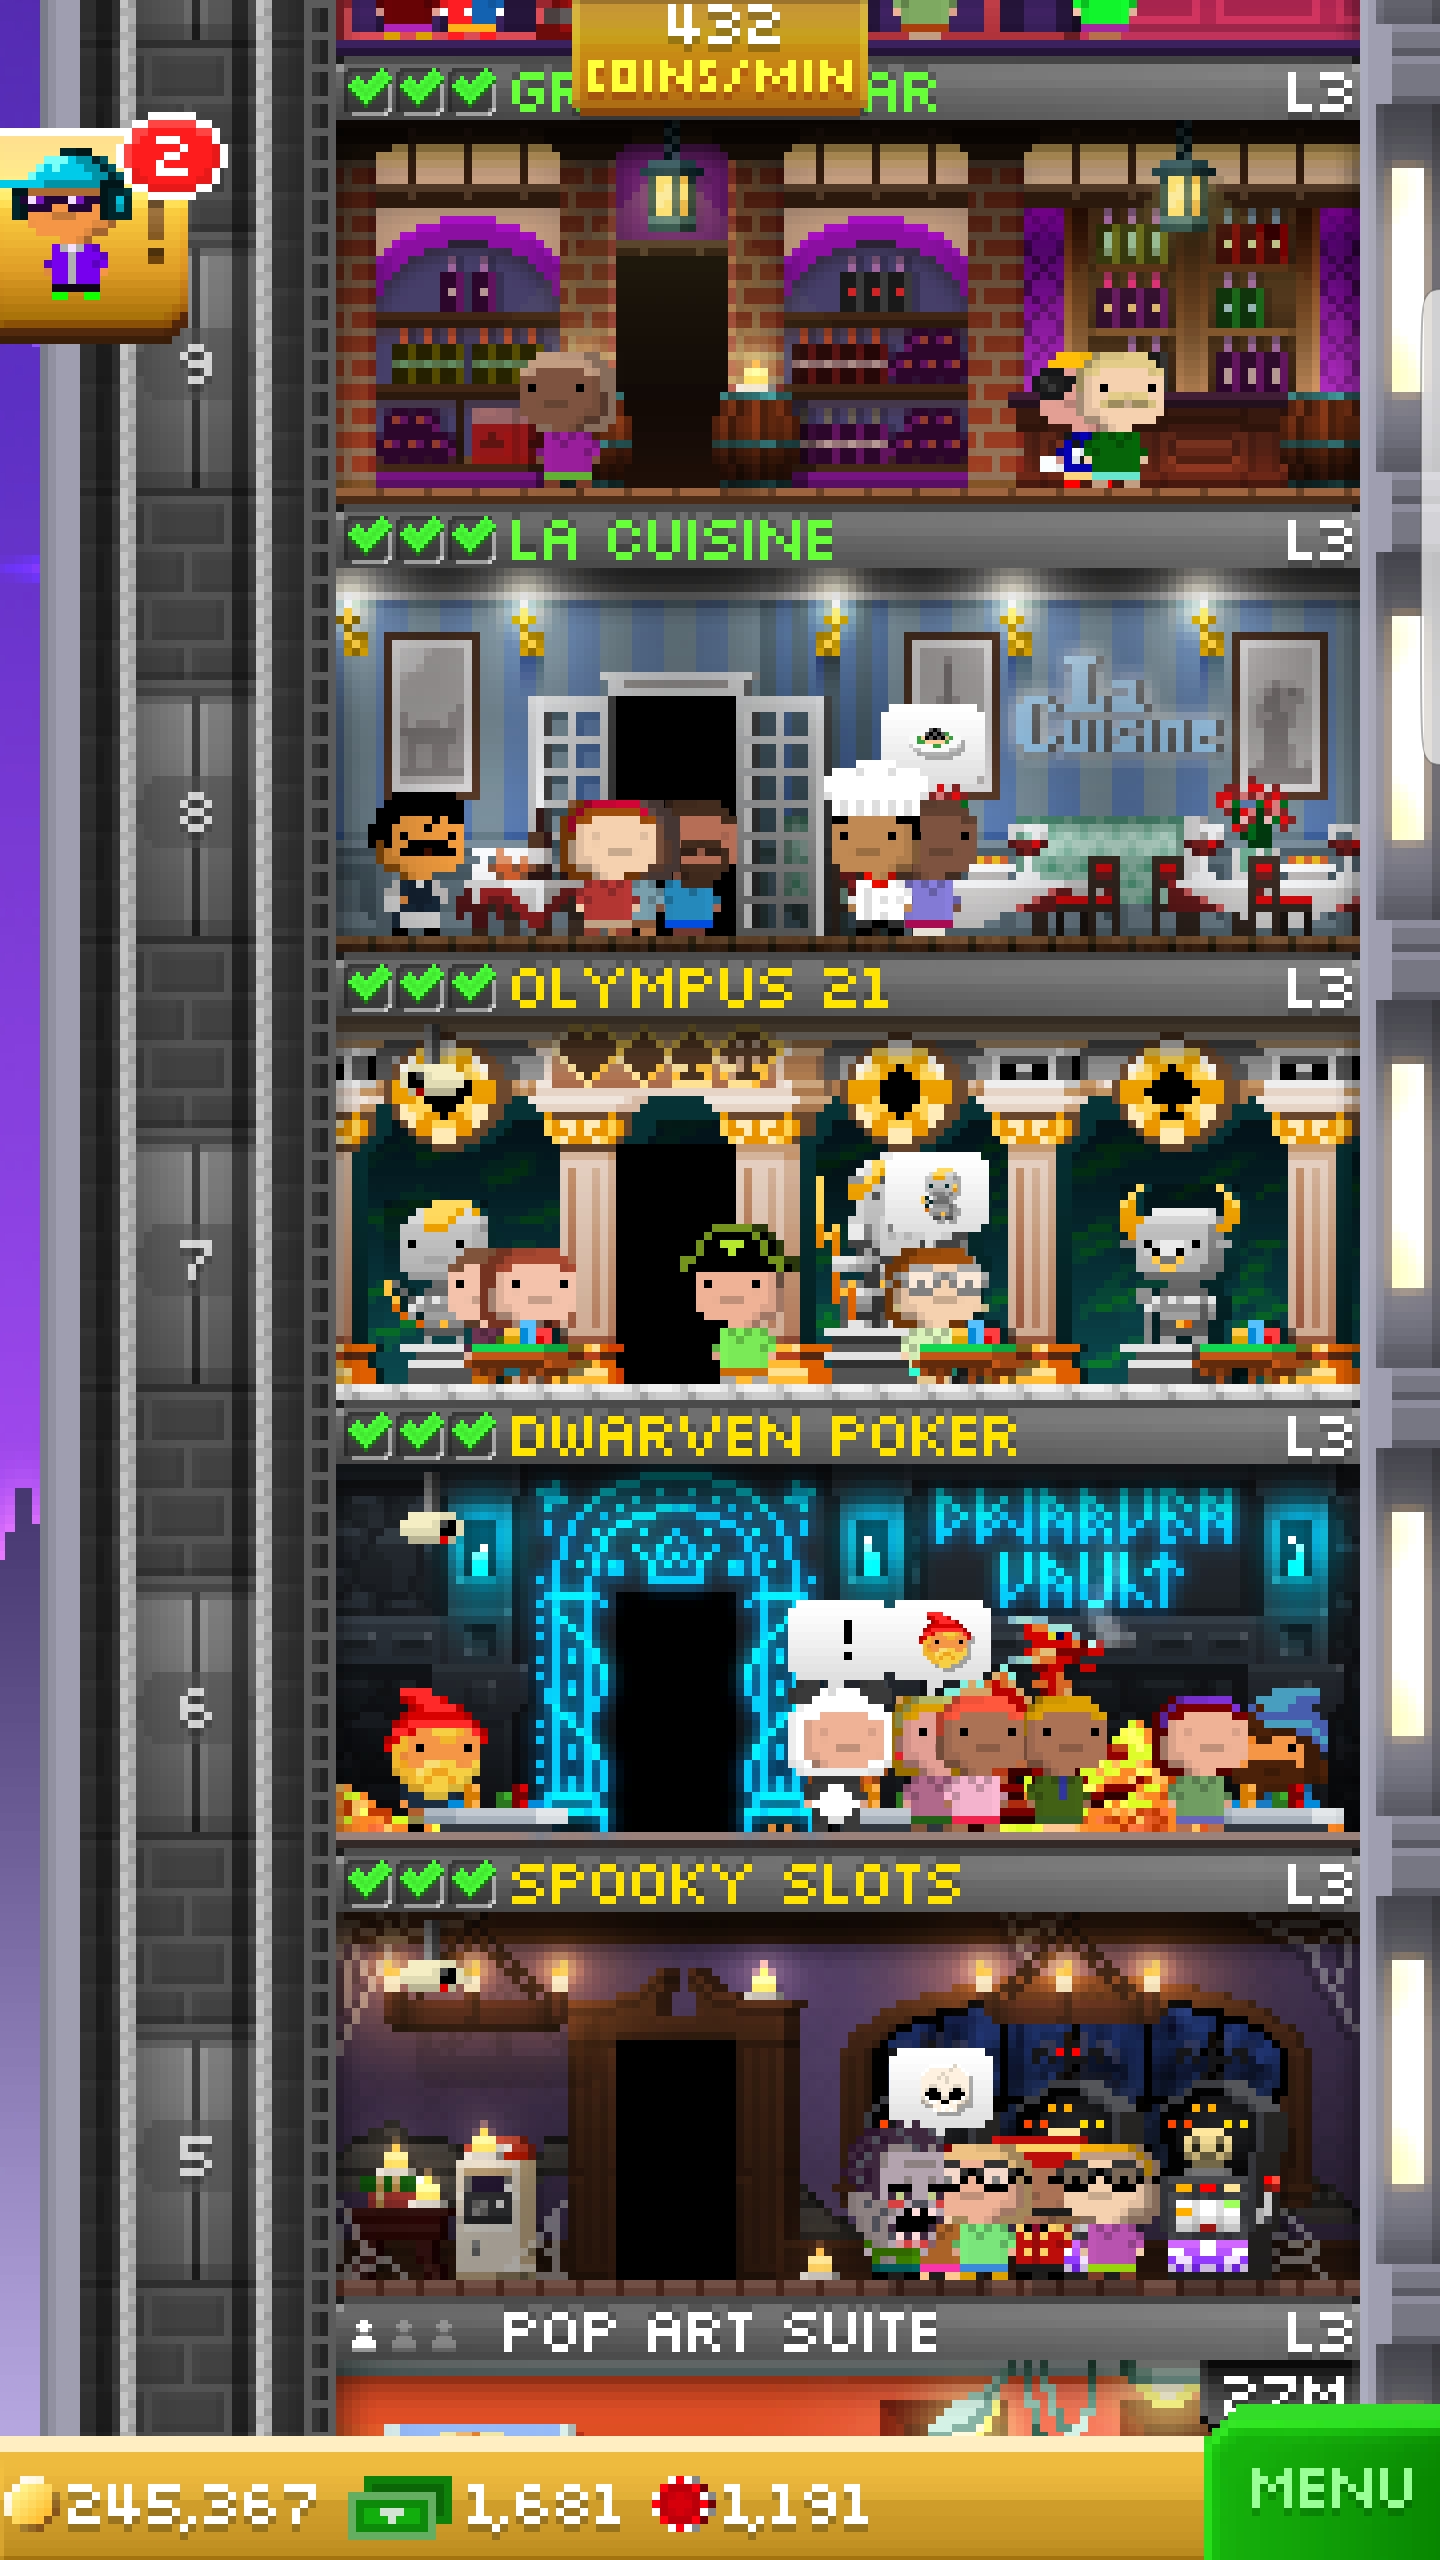 432
COINS/MIN
GR AR L3
2
9
LA CUISINE L3
La
Cuisine
8
OLYMPUS 21 L3
7
DWARVEN POKER L3
DWARVEN
VAULT
!
6
SPOOKY SLOTS L3
5
POP ART SUITE L3
27M
245,367 1,681 1,191
MENU